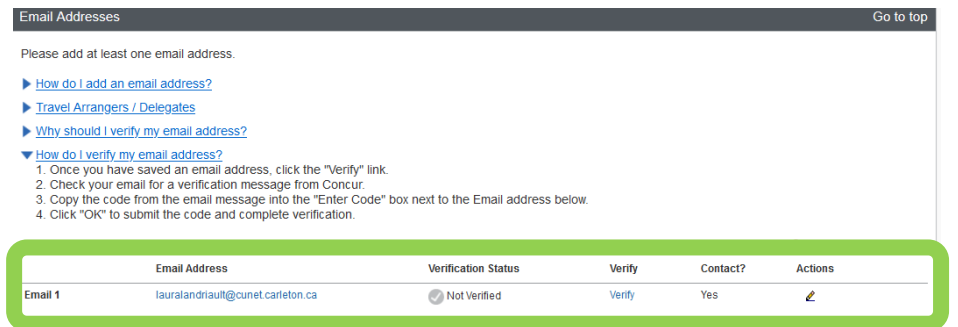 Email Addresses Go to top
Please add at least one email address.
How do I add an email address?
Travel Arrangers / Delegates
Why should I verify my email address?
How do I verify my email address?
1. Once you have saved an email address, click the "Verify" link.
2. Check your email for a verification message from Concur.
3. Copy the code from the email message into the "Enter Code" box next to the Email address below.
4. Click "OK" to submit the code and complete verification.
Email Address Verification Status Verify Contact? Actions
Email 1 lauralandriault@cunet.carleton.ca Not Verified Verify Yes